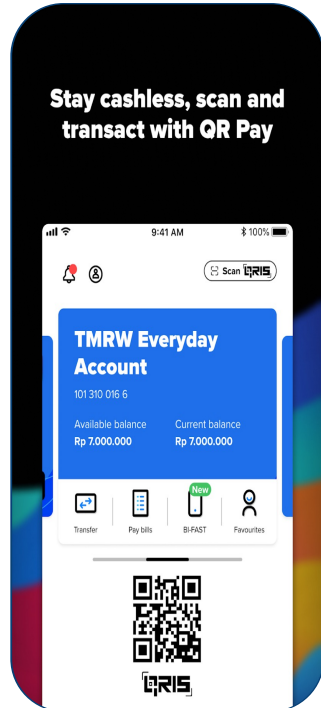 Stay cashless, scan and
transact with QR Pay
9:41 AM
100%
Scan QRIS
TMRW Everyday
Account
101 310 016 6
Available balance
Current balance
Rp 7.000.000
Rp 7.000.000
New
Transfer
Pay bills
BI-FAST
Favourites
QRIS